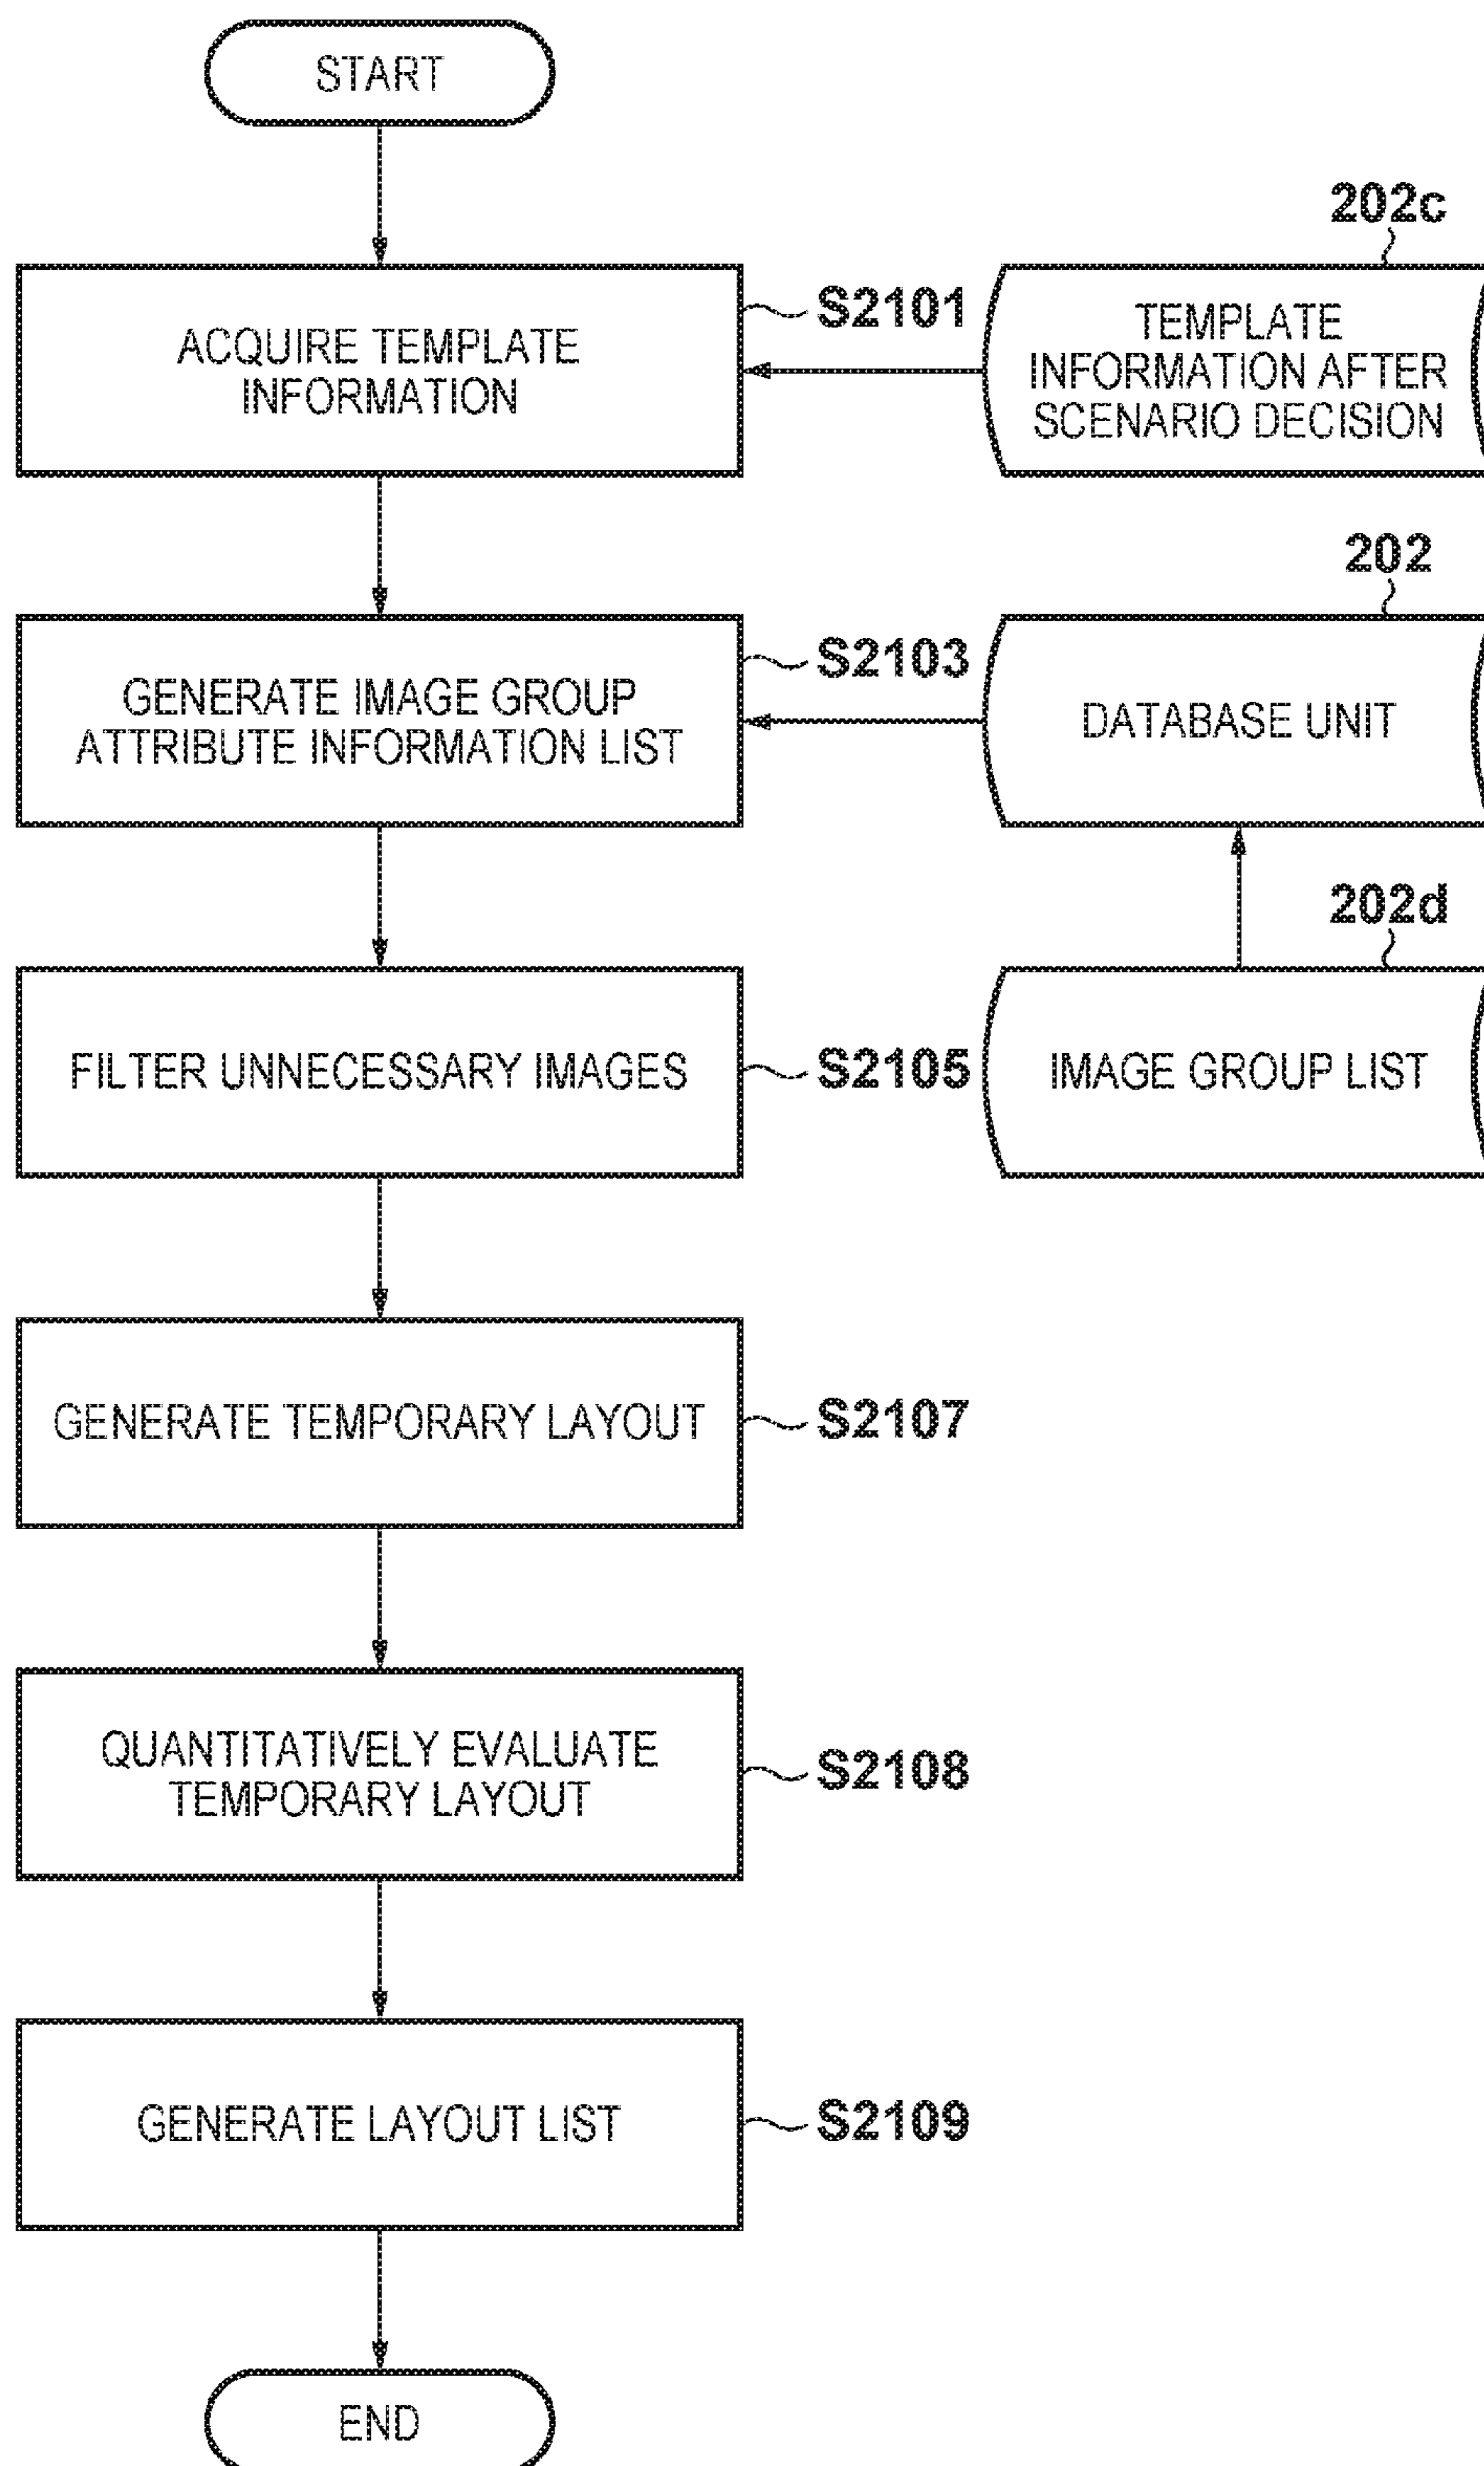 START
202c
ACQUIRE TEMPLATE
INFORMATION
S2101
TEMPLATE
INFORMATION AFTER
SCENARIO DECISION
202
GENERATE IMAGE GROUP
ATTRIBUTE INFORMATION LIST
S2103
DATABASE UNIT
202d
FILTER UNNECESSARY IMAGES
S2105
IMAGE GROUP LIST
GENERATE TEMPORARY LAYOUT
S2107
QUANTITATIVELY EVALUATE
TEMPORARY LAYOUT
S2108
GENERATE LAYOUT LIST
S2109
END